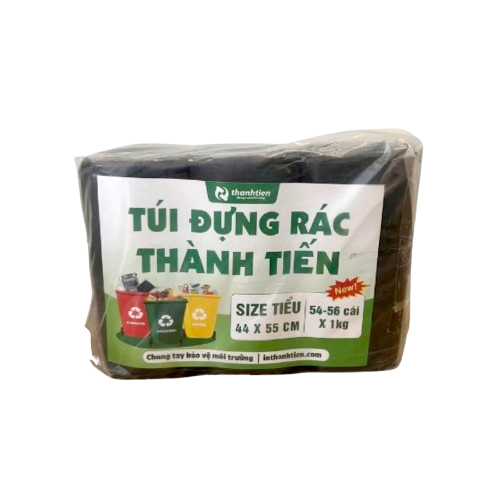 thanhtien
TÚI ĐỰNG RÁC
THÀNH TIẾN
SIZE TIỂU
44 X 55 CM
New!
54-56 cái
X 1kg
Chung tay bảo vệ môi trường | inthanhtien.com